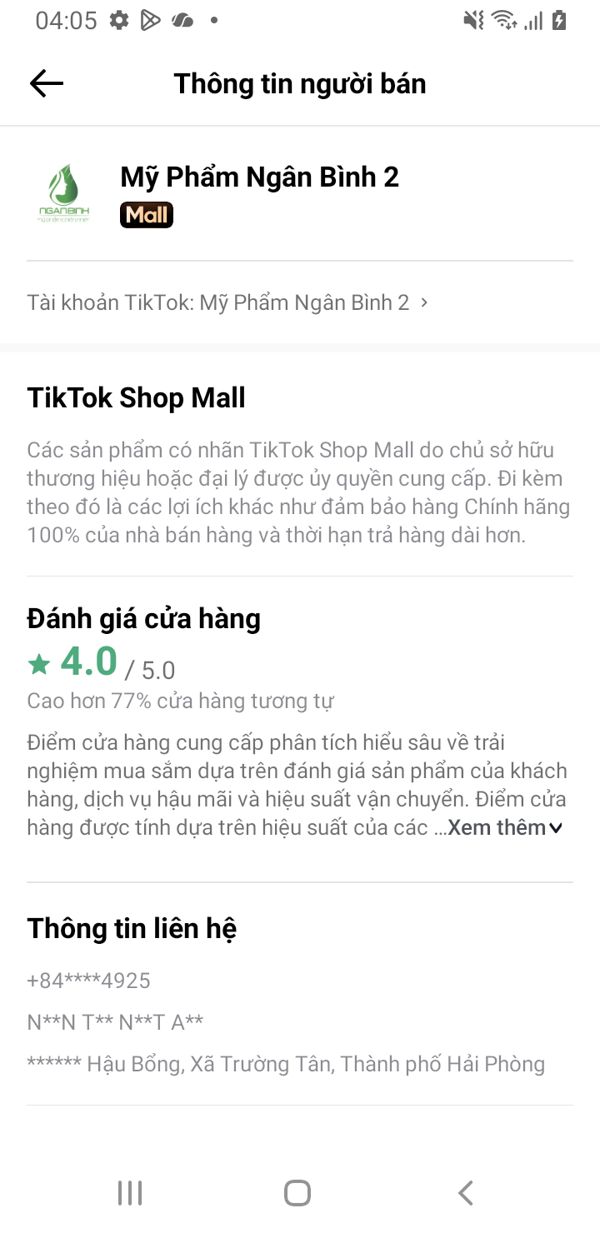 04:05
Thông tin người bán
NGANBINH
Mỹ Phẩm Ngân Bình 2
Mall
Tài khoản TikTok: Mỹ Phẩm Ngân Bình 2 >
TikTok Shop Mall
Các sản phẩm có nhãn TikTok Shop Mall do chủ sở hữu
thương hiệu hoặc đại lý được ủy quyền cung cấp. Đi kèm
theo đó là các lợi ích khác như đảm bảo hàng Chính hãng
100% của nhà bán hàng và thời hạn trả hàng dài hơn.
Đánh giá cửa hàng
4.0 / 5.0
Cao hơn 77% cửa hàng tương tự
Điểm cửa hàng cung cấp phân tích hiểu sâu về trải
nghiệm mua sắm dựa trên đánh giá sản phẩm của khách
hàng, dịch vụ hậu mãi và hiệu suất vận chuyển. Điểm cửa
hàng được tính dựa trên hiệu suất của các ...Xem thêm
Thông tin liên hệ
+84****4925
N**N T** N**T A**
****** Hậu Bổng, Xã Trường Tân, Thành phố Hải Phòng